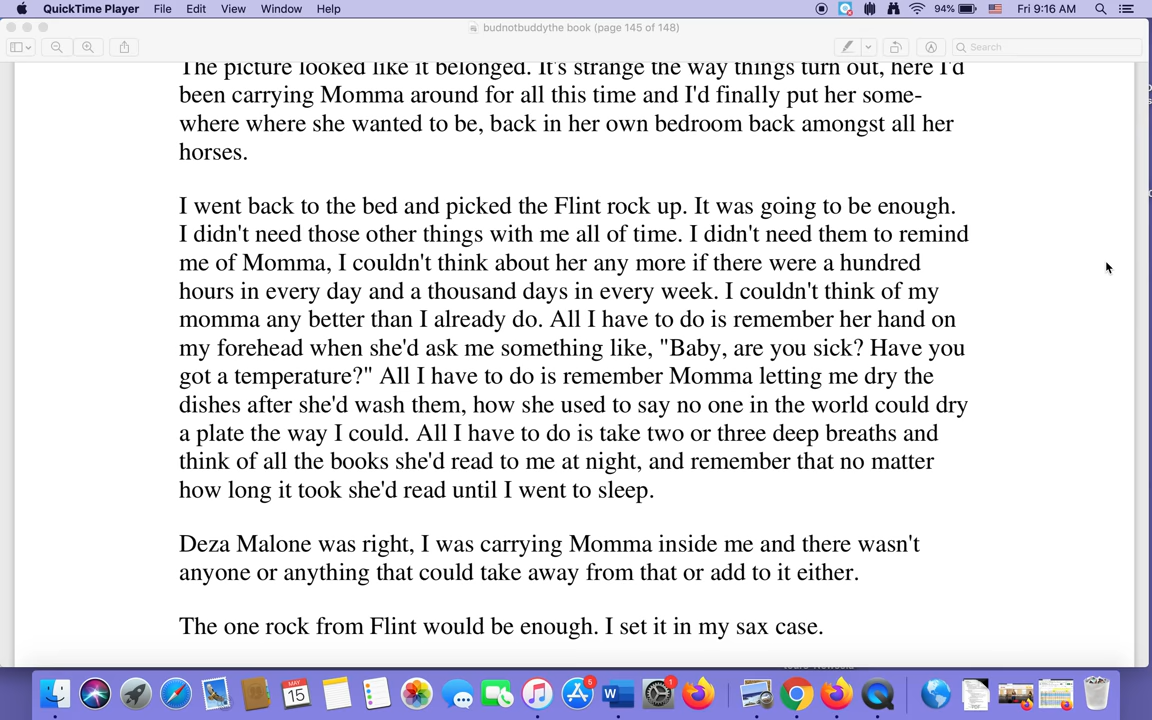 QuickTime Player File Edit View Window Help 94% Fri 9:16 AM
budnotbuddythe book (page 145 of 148)
Search
The picture looked like it belonged. It's strange the way things turn out, here I'd
been carrying Momma around for all this time and I'd finally put her some-
where where she wanted to be, back in her own bedroom back amongst all her
horses.
I went back to the bed and picked the Flint rock up. It was going to be enough.
I didn't need those other things with me all of time. I didn't need them to remind
me of Momma, I couldn't think about her any more if there were a hundred
hours in every day and a thousand days in every week. I couldn't think of my
momma any better than I already do. All I have to do is remember her hand on
my forehead when she'd ask me something like, "Baby, are you sick? Have you
got a temperature?" All I have to do is remember Momma letting me dry the
dishes after she'd wash them, how she used to say no one in the world could dry
a plate the way I could. All I have to do is take two or three deep breaths and
think of all the books she'd read to me at night, and remember that no matter
how long it took she'd read until I went to sleep.
Deza Malone was right, I was carrying Momma inside me and there wasn't
anyone or anything that could take away from that or add to it either.
The one rock from Flint would be enough. I set it in my sax case.
MAY
15
5
W
1